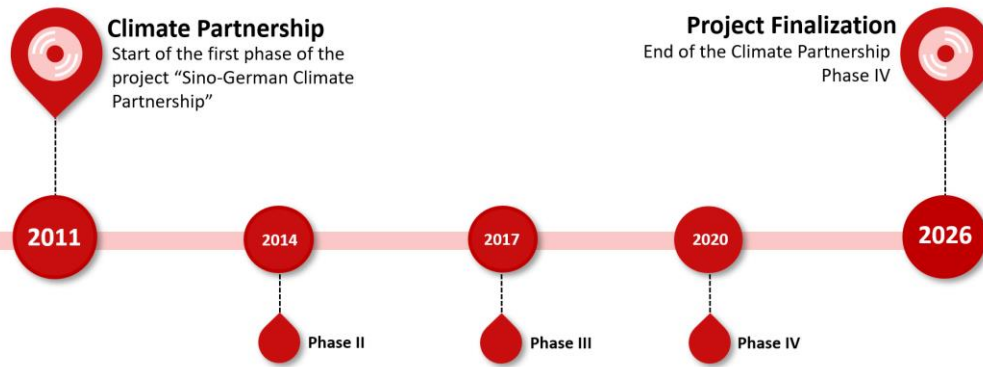 Climate Partnership
Start of the first phase of the
project “Sino-German Climate
Partnership”
Project Finalization
End of the Climate Partnership
Phase IV
2011
2014
2017
2020
2026
Phase II
Phase III
Phase IV